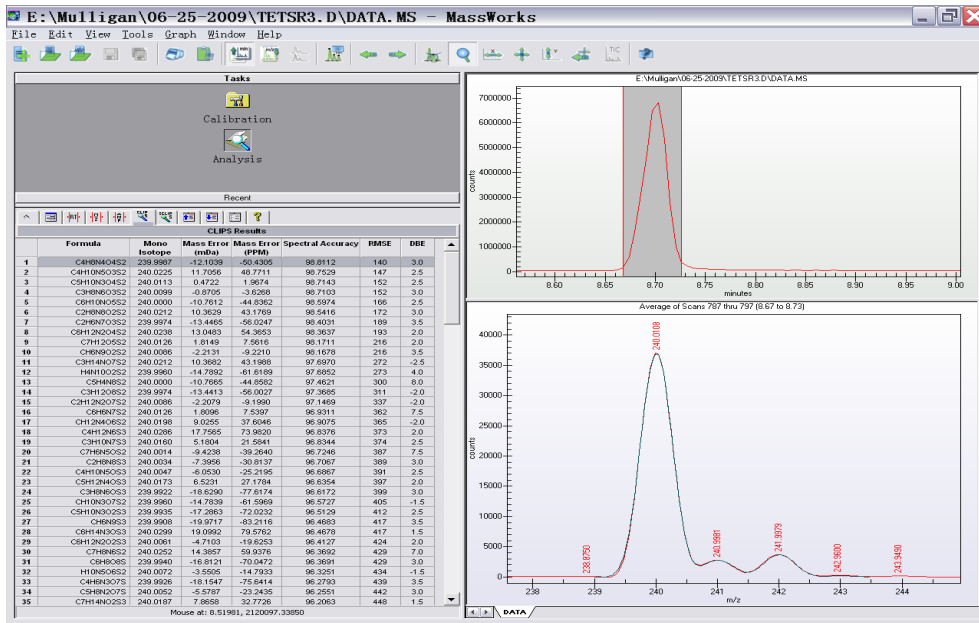 E:\Mulligan\06-25-2009\TETSR3.D\DATA.MS - MassWorks
File Edit View Tools Graph Window Help
Tasks
Calibration
Analysis
Recent
CLIPS Results
Formula Mono Isotope Mass Error (mDa) Mass Error (PPM) Spectral Accuracy RMSE DBE
1 C4H8N4O4S2 239.9987 -12.1039 -50.4305 98.8112 140 3.0
2 C4H10N5O3S2 240.0225 11.7056 48.7711 98.7529 147 2.5
3 C5H10N3O4S2 240.0113 0.4722 1.9674 98.7143 152 2.5
4 C3H8N6O3S2 240.0099 -0.8705 -3.6268 98.7103 152 3.0
5 C6H10NO5S2 240.0000 -10.7612 -44.8362 98.5974 166 2.5
6 C2H8N8O2S2 240.0212 10.3629 43.1769 98.5416 172 3.0
7 C2H6N7O3S2 239.9974 -13.4465 -56.0247 98.4031 189 3.5
8 C6H12N2O4S2 240.0238 13.0483 54.3653 98.3637 193 2.0
9 C7H12O5S2 240.0126 1.8149 7.5616 98.1711 216 2.0
10 CH6N9O2S2 240.0086 -2.2131 -9.2210 98.1678 216 3.5
11 C3H14NO7S2 240.0212 10.3682 43.1988 97.6970 272 -2.5
12 H4N10O2S2 239.9960 -14.7892 -61.6189 97.6852 273 4.0
13 C5H4N8S2 240.0000 -10.7665 -44.8582 97.4621 300 8.0
14 C3H12O8S2 239.9974 -13.4413 -56.0027 97.3685 311 -2.0
15 C2H12N2O7S2 240.0086 -2.2079 -9.1990 97.1469 337 -2.0
16 C6H6N7S2 240.0126 1.8096 7.5397 96.9311 362 7.5
17 CH12N4O6S2 240.0198 9.0255 37.6046 96.9075 365 -2.0
18 C4H12N6S3 240.0286 17.7565 73.9820 96.8376 373 2.0
19 C3H10N7S3 240.0160 5.1804 21.5841 96.8344 374 2.5
20 C7H6N5OS2 240.0018 -9.4238 -39.2640 96.7246 387 7.5
21 C2H8N8S3 240.0034 -7.3956 -30.8137 96.7067 389 3.0
22 C4H10N5OS3 240.0047 -6.0530 -25.2195 96.6867 391 2.5
23 C5H12N4OS3 240.0173 6.5231 27.1784 96.6354 397 2.0
24 C3H8N6OS3 239.9922 -18.6290 -77.6174 96.6172 399 3.0
25 CH10N3O7S2 239.9960 -14.7839 -61.5969 96.5727 405 -1.5
26 C5H10N3O2S3 239.9935 -17.2863 -72.0232 96.5129 412 2.5
27 CH6N9S3 239.9908 -19.9717 -83.2116 96.4683 417 3.5
28 C6H14N3OS3 240.0299 19.0992 79.5762 96.4678 417 1.5
29 C6H12N2O2S3 240.0061 -4.7103 -19.6253 96.4127 424 2.0
30 C7H8N6S2 240.0252 14.3857 59.9376 96.3692 429 7.0
31 C6H8O8S 239.9940 -16.8121 -70.0472 96.3691 429 3.0
32 H10N5O6S2 240.0072 -3.5505 -14.7933 96.3251 434 -1.5
33 C4H6N3O7S 239.9926 -18.1547 -75.6414 96.2793 439 3.5
34 C5H8N2O7S 240.0052 -5.5787 -23.2435 96.2551 442 3.0
35 C7H14NO2S3 240.0187 7.8658 32.7726 96.2063 448 1.5
Mouse at: 8.51981, 2120097.33850
E:\Mulligan\06-25-2009\TETSR3.D\DATA.MS
7000000
6000000
5000000
4000000
3000000
2000000
1000000
0
counts
8.60 8.65 8.70 8.75 8.80 8.85 8.90 8.95 9.00
minutes
Average of Scans 787 thru 797 (8.67 to 8.73)
40000
35000
30000
25000
20000
15000
10000
5000
0
counts
238.8750
240.0108
240.9981
241.9979
242.9600
243.9490
238 239 240 241 242 243 244
m/z
DATA